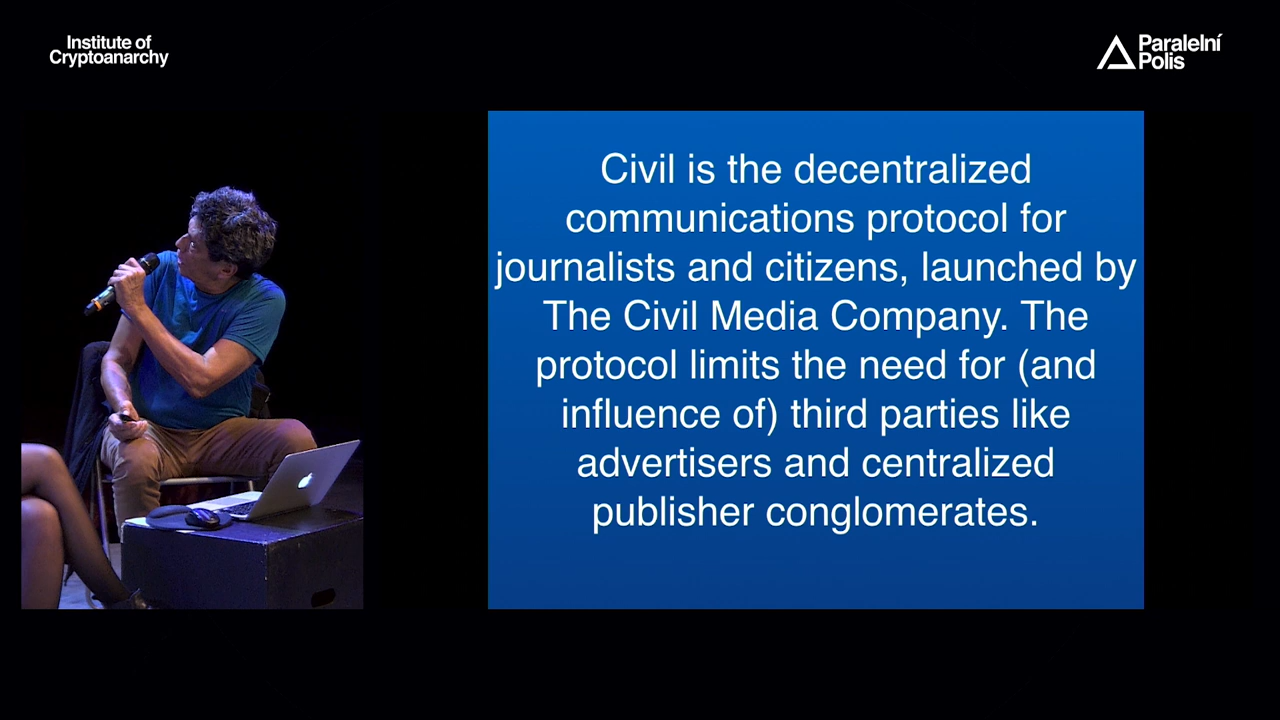 Institute of
Cryptoanarchy
Paralelní
Polis
Civil is the decentralized
communications protocol for
journalists and citizens, launched by
The Civil Media Company. The
protocol limits the need for (and
influence of) third parties like
advertisers and centralized
publisher conglomerates.